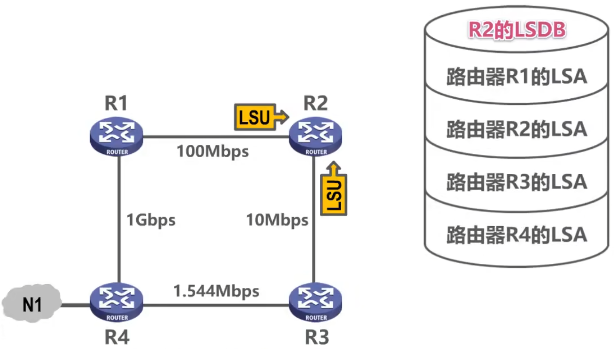 R2的LSDB
路由器R1的LSA
路由器R2的LSA
路由器R3的LSA
路由器R4的LSA
R1
R2
LSU
ROUTER
ROUTER
100Mbps
LSU
1Gbps
10Mbps
N1
1.544Mbps
ROUTER
ROUTER
R4
R3